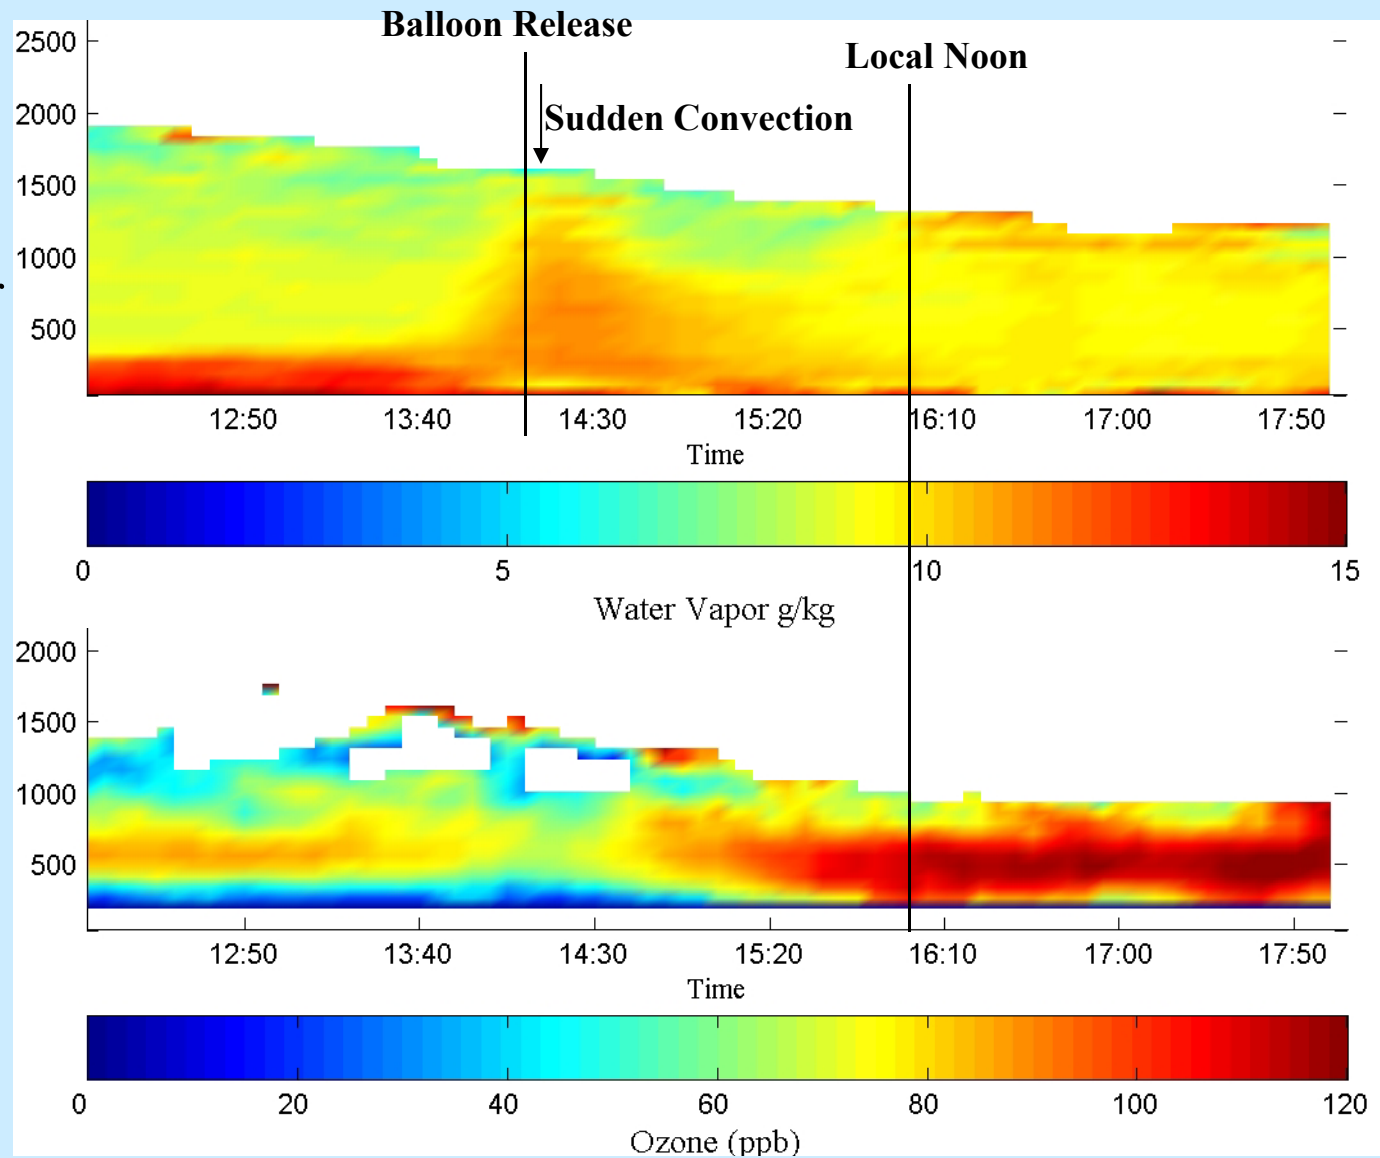 Balloon Release
Local Noon
Sudden Convection
2500
2000
1500
1000
500
12:50 13:40 14:30 15:20 16:10 17:00 17:50
Time
0 5 10 15
Water Vapor g/kg
2000
1500
1000
500
12:50 13:40 14:30 15:20 16:10 17:00 17:50
Time
0 20 40 60 80 100 120
Ozone (ppb)